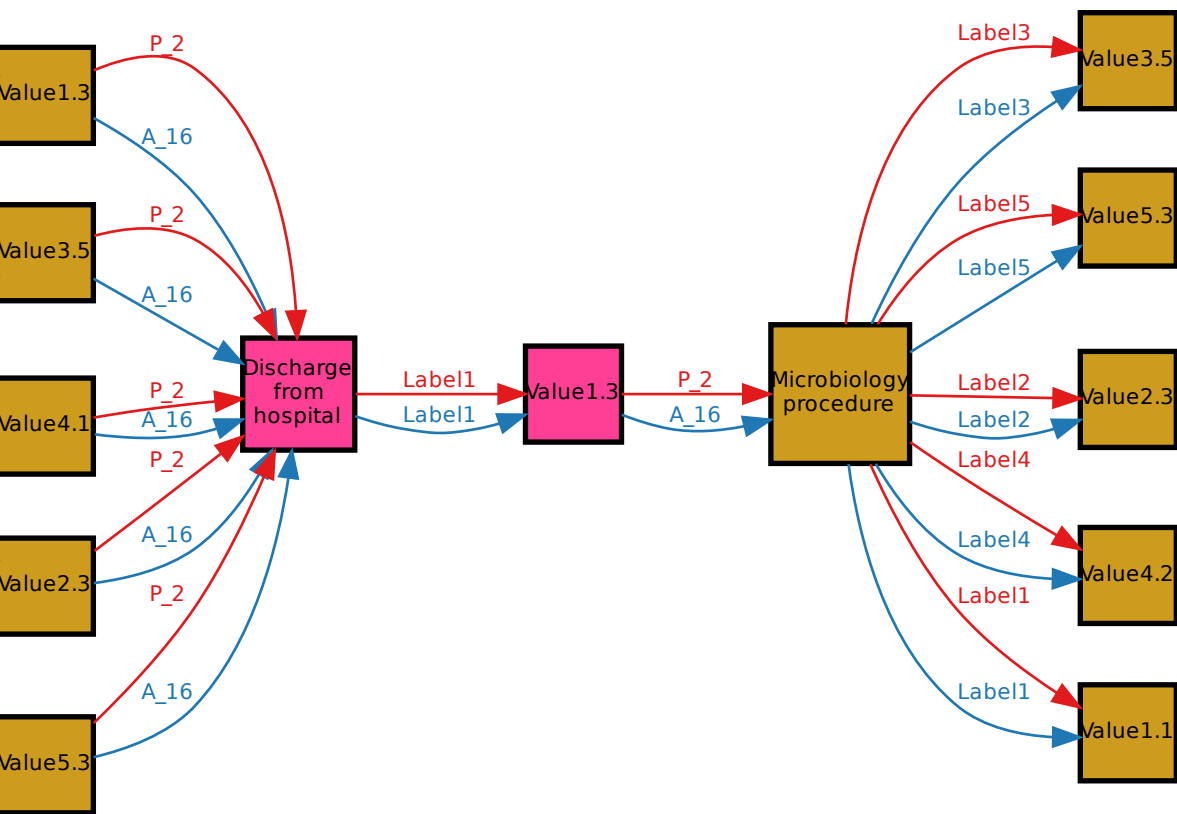 P_2
Value1.3
A_16
P_2
Value3.5
A_16
P_2
Value4.1
A_16
P_2
A_16
Value2.3
P_2
A_16
Value5.3
Discharge
from
hospital
Label1
Label1
Value1.3
P_2
A_16
Microbiology
procedure
Label3
Label3
Value3.5
Label5
Label5
Value5.3
Label2
Label2
Value2.3
Label4
Label4
Value4.2
Label1
Label1
Value1.1